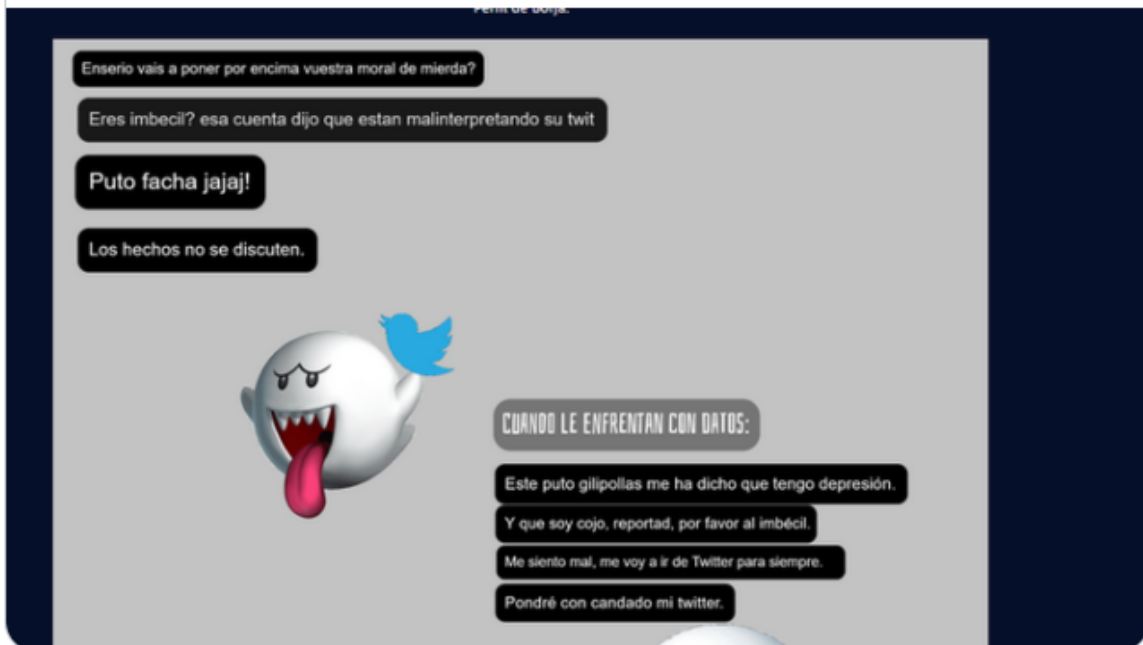 Perfil de Borja.
Enserio vais a poner por encima vuestra moral de mierda?
Eres imbecil? esa cuenta dijo que estan malinterpretando su twit
Puto facha jajaj!
Los hechos no se discuten.
CUANDO LE ENFRENTAN CON DATOS:
Este puto gilipollas me ha dicho que tengo depresión.
Y que soy cojo, reportad, por favor al imbécil.
Me siento mal, me voy a ir de Twitter para siempre.
Pondré con candado mi twitter.